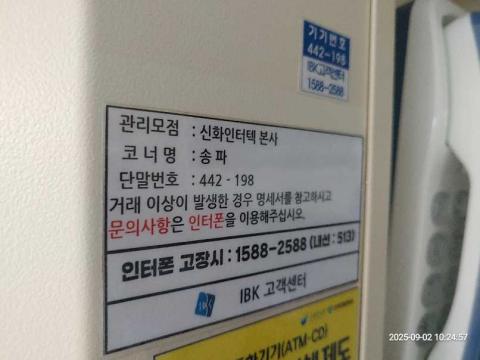 기기번호
442-198
IBK고객센터
1588-2588
관리모점 : 신화인터텍 본사
코 너 명 : 송 파
단말번호 : 442 - 198
거래 이상이 발생한 경우 명세서를 참고하시고
문의사항은 인터폰을 이용해주십시오.
인터폰 고장시 : 1588-2588 (내선 : 513)
IBK 고객센터
(ATM·CD)
제도
2025-09-02 10:24:57